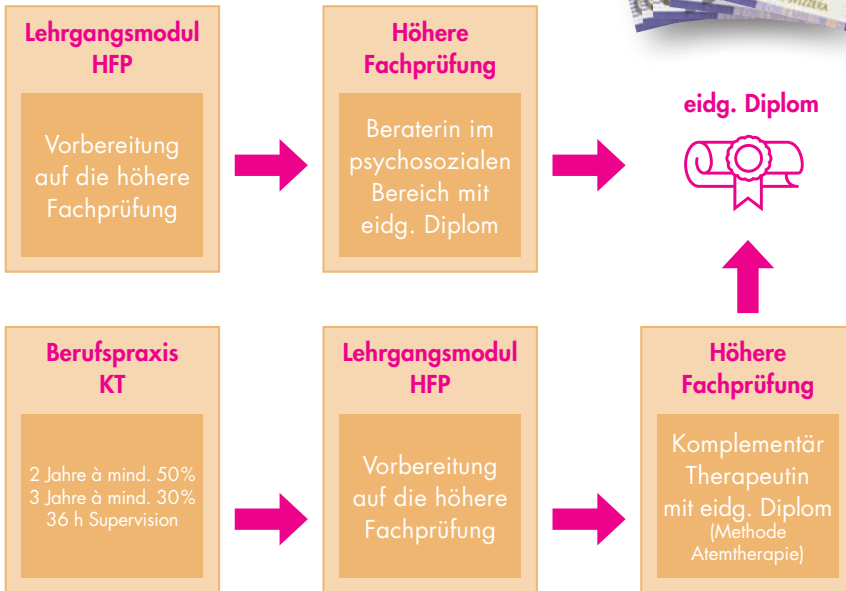 Lehrgangsmodul
HFP
Vorbereitung
auf die höhere
Fachprüfung
Höhere
Fachprüfung
Beraterin im
psychosozialen
Bereich mit
eidg. Diplom
eidg. Diplom
Berufspraxis
KT
2 Jahre à mind. 50%
3 Jahre à mind. 30%
36 h Supervision
Lehrgangsmodul
HFP
Vorbereitung
auf die höhere
Fachprüfung
Höhere
Fachprüfung
Komplementär
Therapeutin
mit eidg. Diplom
(Methode
Atemtherapie)